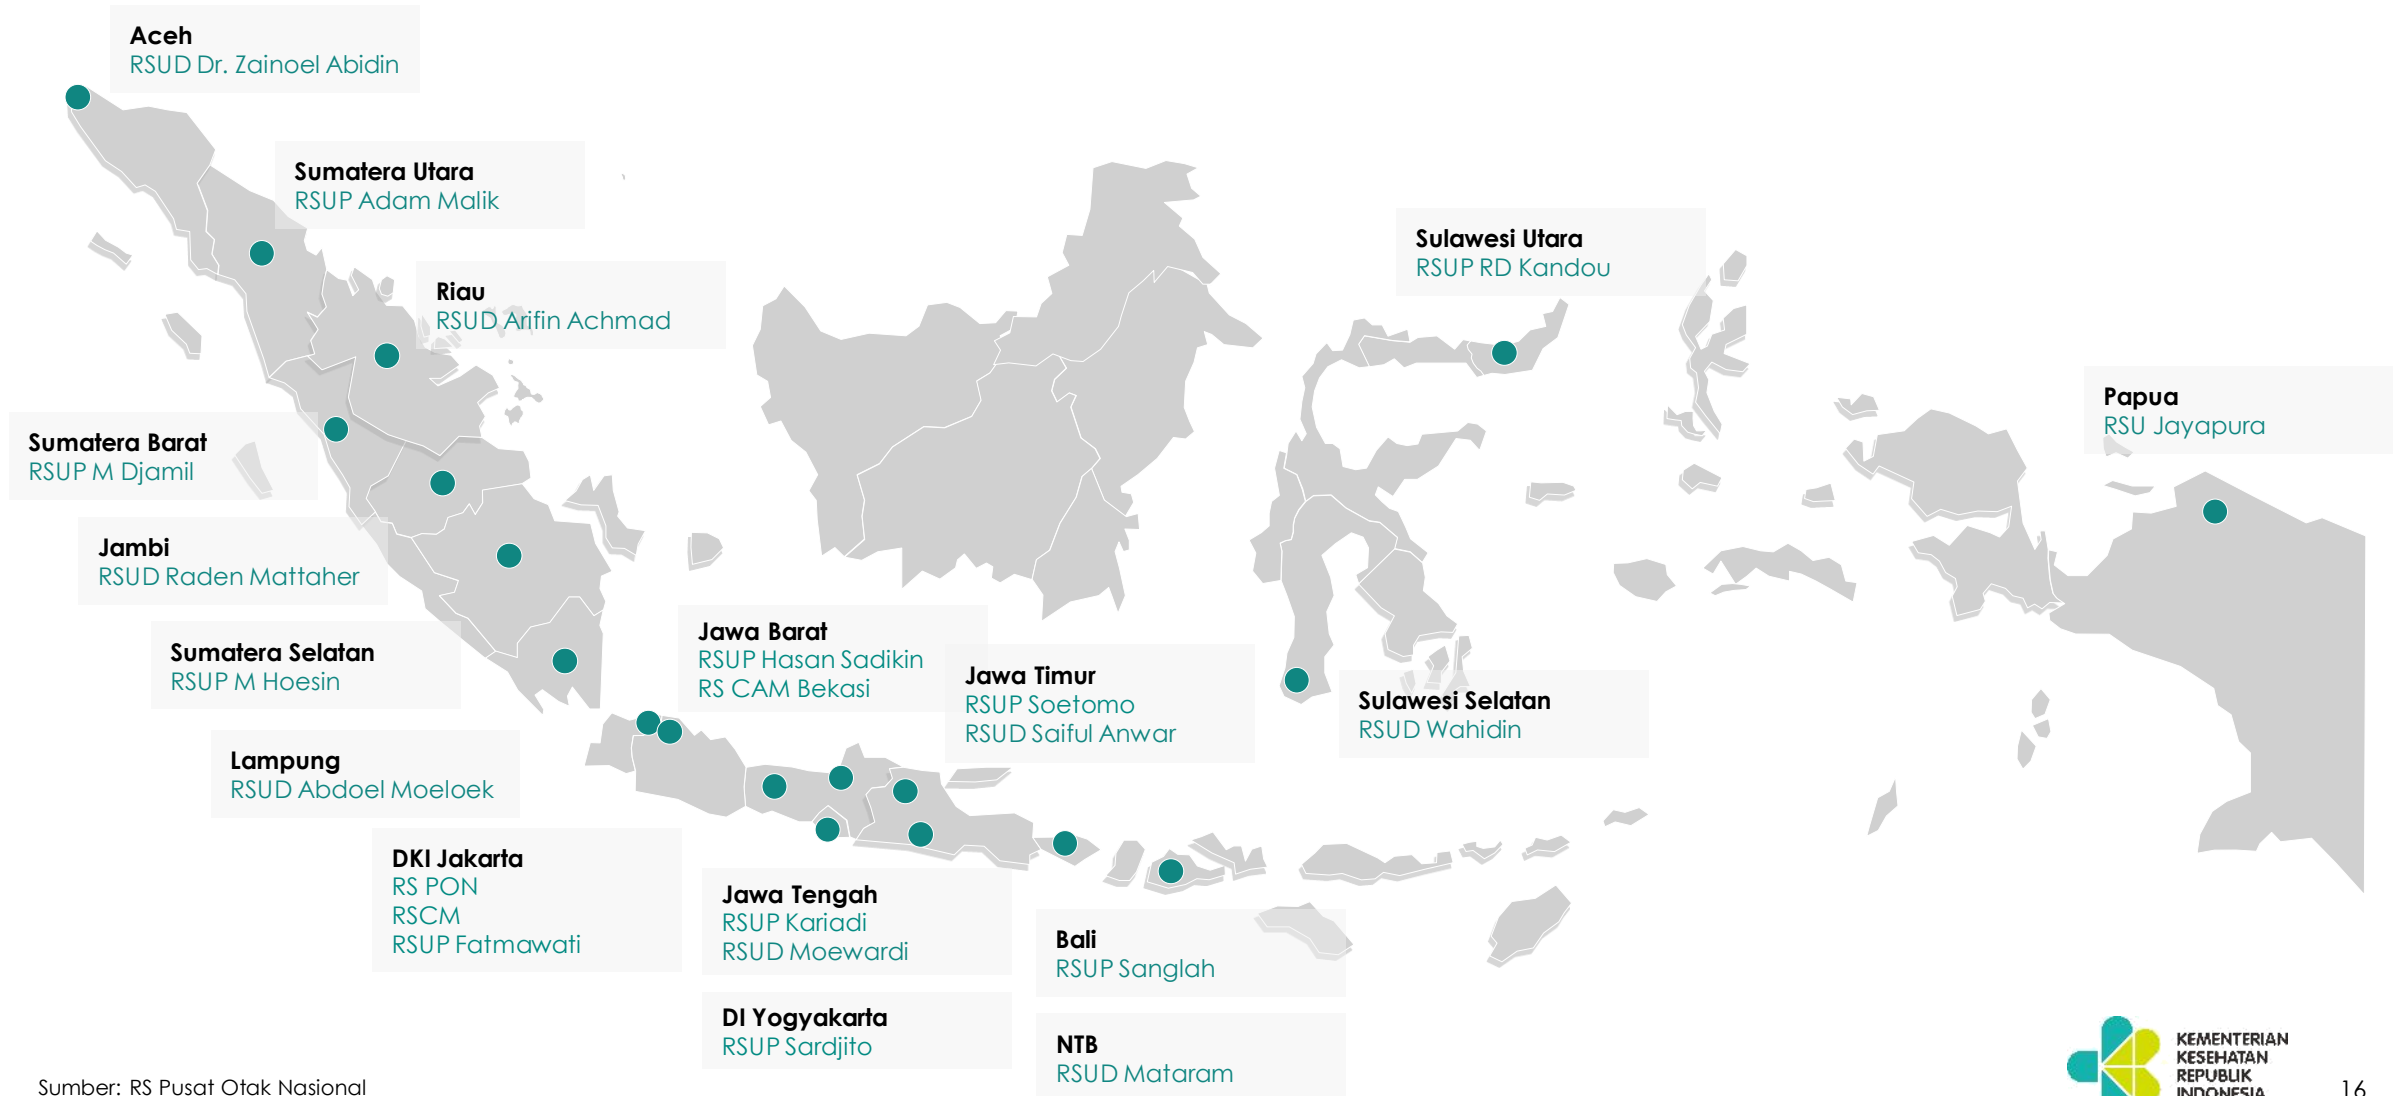 Aceh
RSUD Dr. Zainoel Abidin
Sumatera Utara
RSUP Adam Malik
Riau
RSUD Arifin Achmad
Sulawesi Utara
RSUP RD Kandou
Papua
RSU Jayapura
Sumatera Barat
RSUP M Djamil
Jambi
RSUD Raden Mattaher
Sumatera Selatan
RSUP M Hoesin
Lampung
RSUD Abdoel Moeloek
Jawa Barat
RSUP Hasan Sadikin
RS CAM Bekasi
Jawa Timur
RSUP Soetomo
RSUD Saiful Anwar
Sulawesi Selatan
RSUD Wahidin
DKI Jakarta
RS PON
RSCM
RSUP Fatmawati
Jawa Tengah
RSUP Kariadi
RSUD Moewardi
DI Yogyakarta
RSUP Sardjito
Bali
RSUP Sanglah
NTB
RSUD Mataram
Sumber: RS Pusat Otak Nasional
KEMENTERIAN
KESEHATAN
REPUBLIK
INDONESIA
16